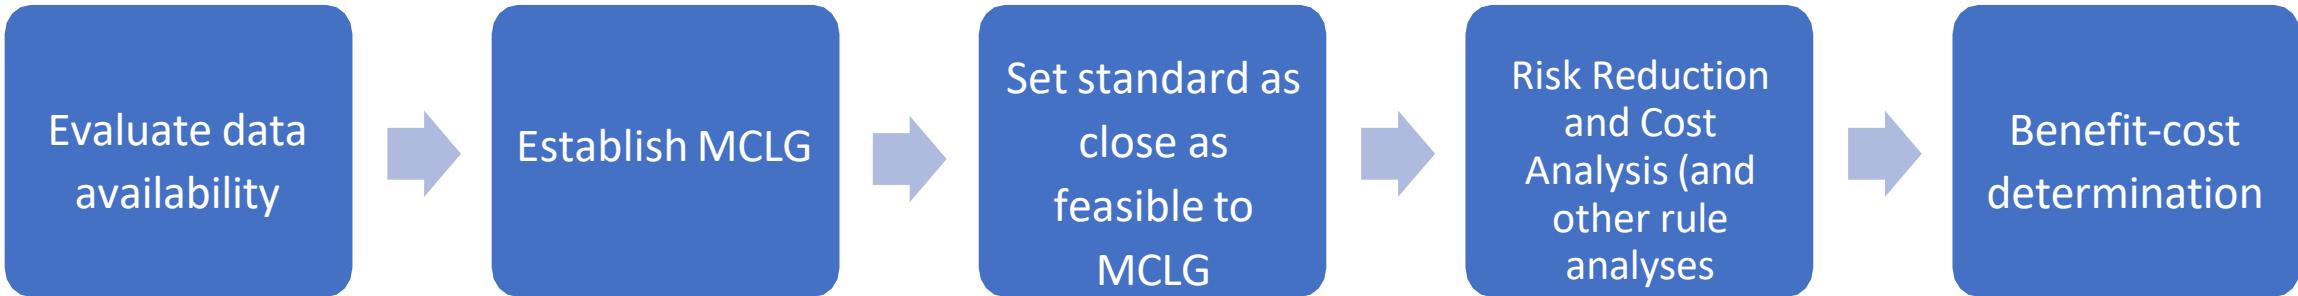 Evaluate data
availability
Establish MCLG
Set standard as
close as
feasible to
MCLG
Risk Reduction
and Cost
Analysis (and
other rule
analyses
Benefit-cost
determination